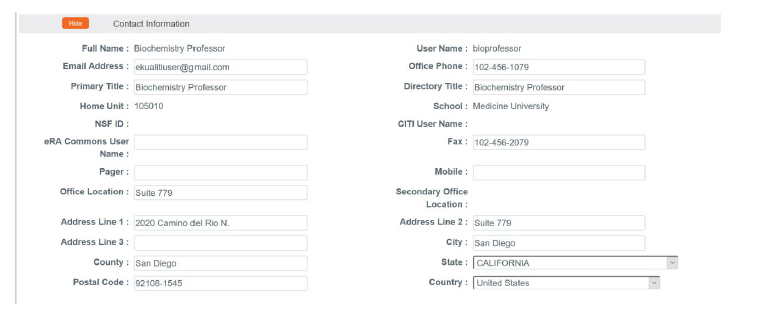 Hide Contact Information
Full Name : Biochemistry Professor User Name : bioprofessor
Email Address : ekualitiuser@gmail.com Office Phone : 102-456-1079
Primary Title : Biochemistry Professor Directory Title : Biochemistry Professor
Home Unit : 105010 School : Medicine University
NSF ID : CITI User Name :
eRA Commons User Name : Fax : 102-456-2079
Pager : Mobile :
Office Location : Suite 779 Secondary Office Location :
Address Line 1 : 2020 Camino del Rio N. Address Line 2 : Suite 779
Address Line 3 : City : San Diego
County : San Diego State : CALIFORNIA
Postal Code : 92108-1545 Country : United States